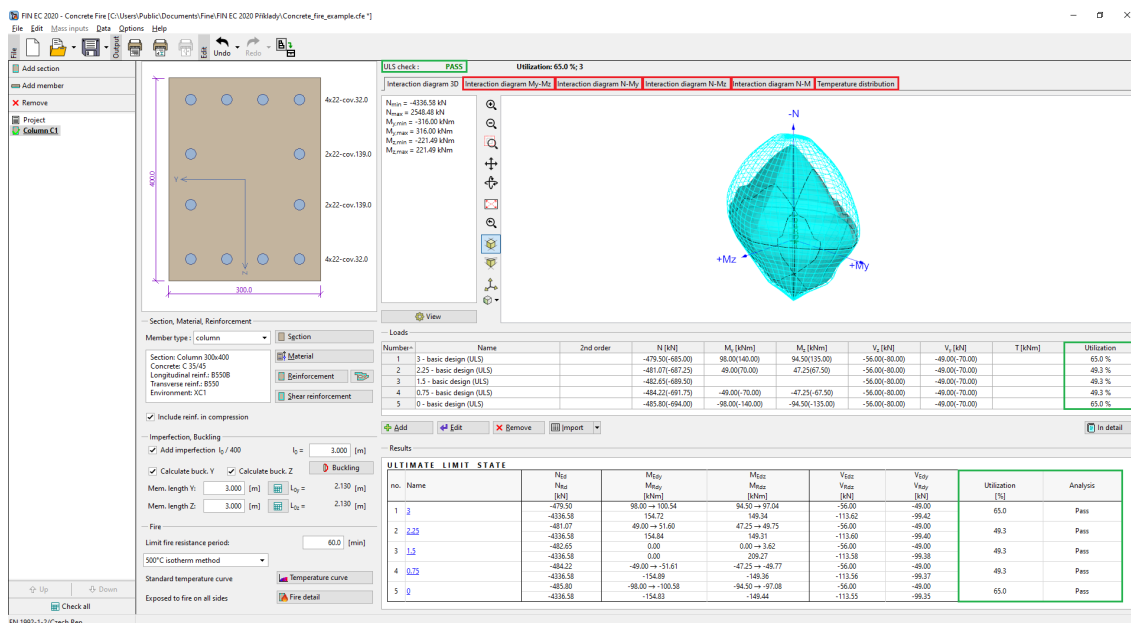 FIN EC 2020 - Concrete Fire [C:\Users\Public\Documents\Fine\FIN EC 2020 Příklady\Concrete_fire_example.cfe *]
File Edit Mass inputs Data Options Help
File
Output
Edit
Undo
Redo
Add section
Add member
Remove
Project
Column C1
400.0
300.0
Y
Z
4x22-cov.32.0
2x22-cov.139.0
2x22-cov.139.0
4x22-cov.32.0
ULS check : PASS Utilization: 65.0 %; 3
Interaction diagram 3D Interaction diagram My-Mz Interaction diagram N-My Interaction diagram N-Mz Interaction diagram N-M Temperature distribution
Nmin = -4336.58 kN
Nmax = 2548.48 kN
My,min = -316.00 kNm
My,max = 316.00 kNm
Mz,min = -221.49 kNm
Mz,max = 221.49 kNm
-N
+Mz
+My
View
Section, Material, Reinforcement
Member type : column Section
Section: Column 300x400
Concrete: C 35/45
Longitudinal reinf.: B550B
Transverse reinf.: B550
Environment: XC1
Material
Reinforcement
Shear reinforcement
Include reinf. in compression
Imperfection, Buckling
Add imperfection l0 / 400 l0 = 3.000 [m]
Calculate buck. Y Calculate buck. Z Buckling
Mem. length Y: 3.000 [m] L0y = 2.130 [m]
Mem. length Z: 3.000 [m] L0z = 2.130 [m]
Fire
Limit fire resistance period: 60.0 [min]
500°C isotherm method
Standard temperature curve Temperature curve
Exposed to fire on all sides Fire detail
Loads
Number Name 2nd order N [kN] My [kNm] Mz [kNm] Vz [kN] Vy [kN] T [kNm] Utilization
1 3 - basic design (ULS) -479.50(-685.00) 98.00(140.00) 94.50(135.00) -56.00(-80.00) -49.00(-70.00) 65.0 %
2 2.25 - basic design (ULS) -481.07(-687.25) 49.00(70.00) 47.25(67.50) -56.00(-80.00) -49.00(-70.00) 49.3 %
3 1.5 - basic design (ULS) -482.65(-689.50) -56.00(-80.00) -49.00(-70.00) 49.3 %
4 0.75 - basic design (ULS) -484.22(-691.75) -49.00(-70.00) -47.25(-67.50) -56.00(-80.00) -49.00(-70.00) 49.3 %
5 0 - basic design (ULS) -485.80(-694.00) -98.00(-140.00) -94.50(-135.00) -56.00(-80.00) -49.00(-70.00) 65.0 %
Add Edit Remove Import In detail
Results
ULTIMATE LIMIT STATE
no. Name NEd MEdy MEdz VEdz VEdy Utilization Analysis
NRd MRdy MRdz VRdz VRdy
[kN] [kNm] [kNm] [kN] [kN] [%]
1 3 -479.50 98.00 → 100.54 94.50 → 97.04 -56.00 -49.00 65.0 Pass
-4336.58 154.72 149.34 -113.62 -99.42
2 2.25 -481.07 49.00 → 51.60 47.25 → 49.75 -56.00 -49.00 49.3 Pass
-4336.58 154.84 149.31 -113.60 -99.40
3 1.5 -482.65 0.00 0.00 → 3.62 -56.00 -49.00 49.3 Pass
-4336.58 0.00 209.27 -113.58 -99.38
4 0.75 -484.22 -49.00 → -51.61 -47.25 → -49.77 -56.00 -49.00 49.3 Pass
-4336.58 -154.89 -149.36 -113.56 -99.37
5 0 -485.80 -98.00 → -100.58 -94.50 → -97.08 -56.00 -49.00 65.0 Pass
-4336.58 -154.83 -149.44 -113.55 -99.35
Up Down
Check all
EN 1992-1-2/Czech Rep.